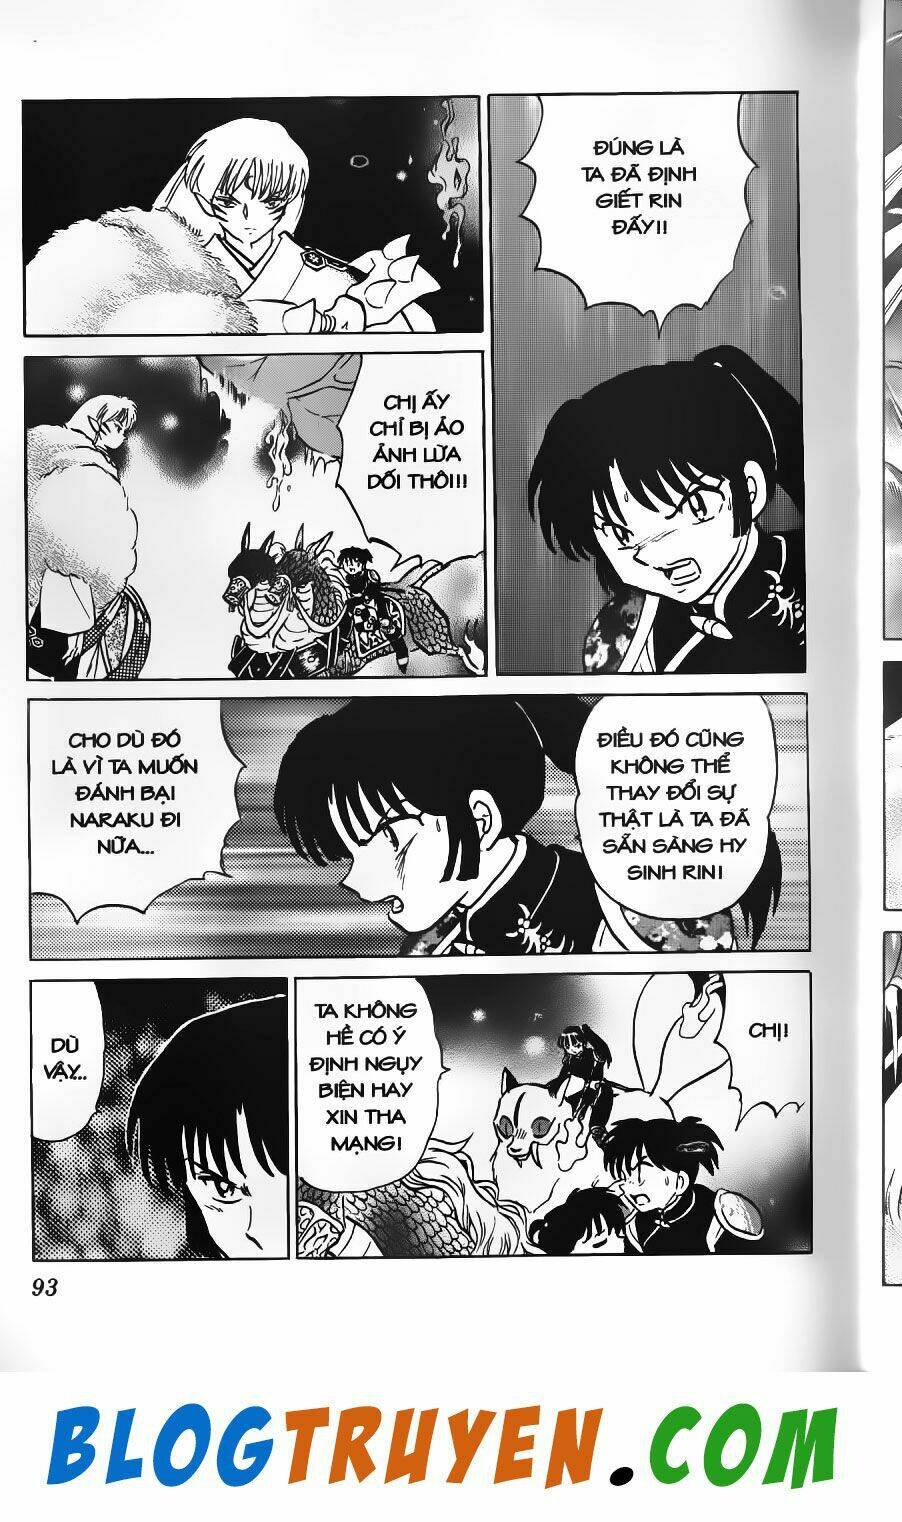 ĐÚNG LÀ
TA ĐÃ ĐỊNH
GIẾT RIN
ĐẤY!!
CHỊ ẤY
CHỈ BỊ ẢO
ẢNH LỪA
DỐI THÔI!!!
ĐIỀU ĐÓ CŨNG
KHÔNG THỂ
THAY ĐỔI SỰ
THẬT LÀ TA ĐÃ
SẴN SÀNG HY
SINH RIN!
CHO DÙ ĐÓ
LÀ VÌ TA MUỐN
ĐÁNH BẠI
NARAKU ĐI
NỮA...
CHỊ!
TA KHÔNG
HỀ CÓ Ý
ĐỊNH NGỤY
BIỆN HAY
XIN THA
MẠNG!
DÙ
VẬY...
93
BLOGTRUYEN.COM